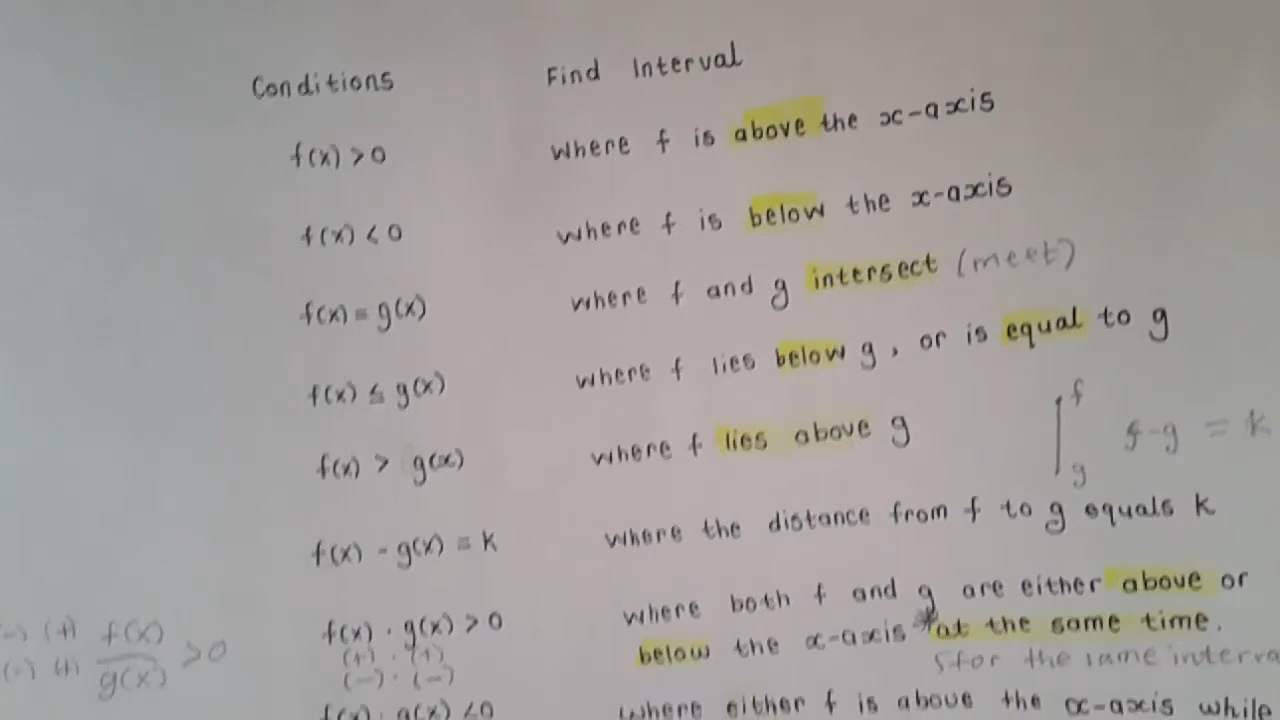 Conditions Find Interval
f(x) > 0 where f is above the x-axis
f(x) < 0 where f is below the x-axis
f(x) = g(x) where f and g intersect (meet)
f(x) ≤ g(x) where f lies below g, or is equal to g
f(x) > g(x) where f lies above g
f
g
f-g = k
f(x) - g(x) = k where the distance from f to g equals k
f(x) . g(x) > 0 where both f and g are either above or
(+) . (+) below the x-axis *at the same time.
(-) . (-) for the same interva
(-) (+) f(x)
(-) (+) g(x) > 0
f(x) . g(x) < 0 where either f is above the x-axis while